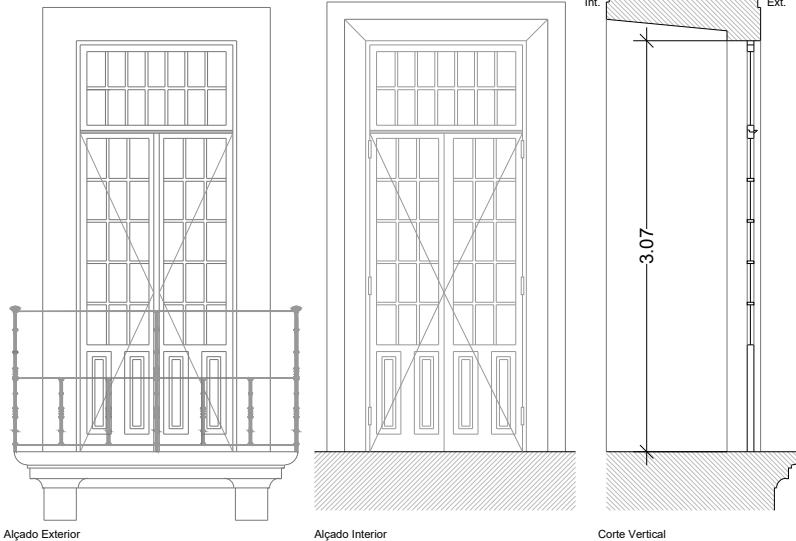 Int.
Ext.
3.07
Alçado Exterior
Alçado Interior
Corte Vertical